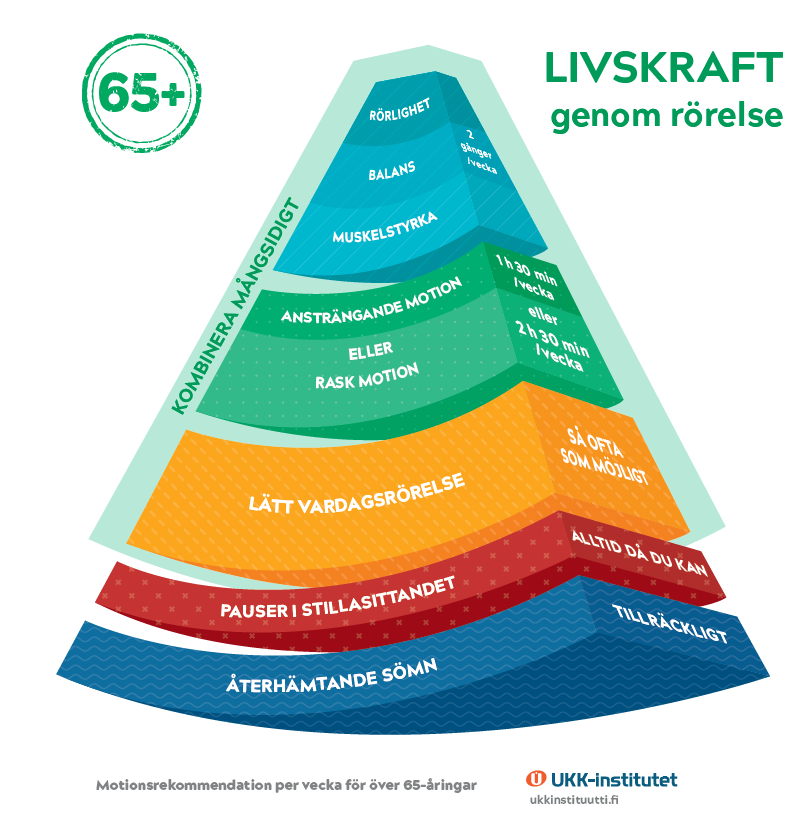 65+
LIVSKRAFT
genom rörelse
KOMBINERA MÅNGSIDIGT
RÖRLIGHET
BALANS
MUSKELSTYRKA
2
gånger
/vecka
ANSTRÄNGANDE MOTION
1 h 30 min
/vecka
ELLER
RASK MOTION
eller
2 h 30 min
/vecka
LÄTT VARDAGSRÖRELSE
SÅ OFTA
SOM MÖJLIGT
PAUSER I STILLASITTANDET
ALLTID DÅ DU KAN
ÅTERHÄMTANDE SÖMN
TILLRÄCKLIGT
Motionsrekommendation per vecka för över 65-åringar
UKK-institutet
ukkinstituutti.fi